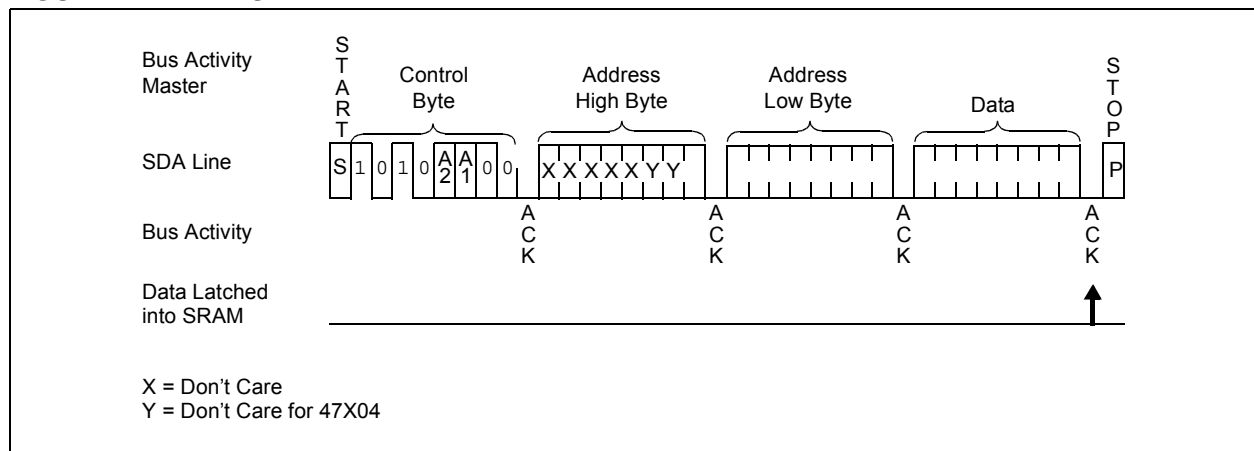 Bus Activity
Master
S
T
A
R
T
Control
Byte
Address
High Byte
Address
Low Byte
Data
S
T
O
P
SDA Line
S 1 0 1 0 A2 A1 0 0
X X X X X Y Y
P
Bus Activity
A
C
K
A
C
K
A
C
K
A
C
K
Data Latched
into SRAM
X = Don't Care
Y = Don't Care for 47X04